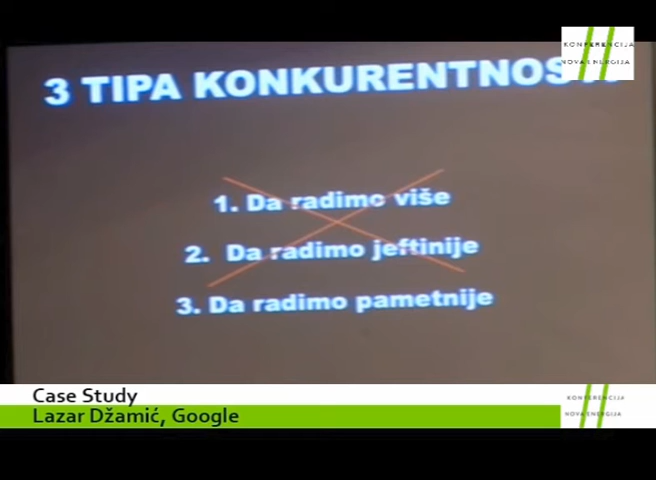 KONFERENCIJA
NOVA ENERGIJA
3 TIPA KONKURENTNOS
1. Da radimo više
2. Da radimo jeftinije
3. Da radimo pametnije
Case Study
Lazar Džamić, Google
KONFERENCIJA
NOVA ENERGIJA